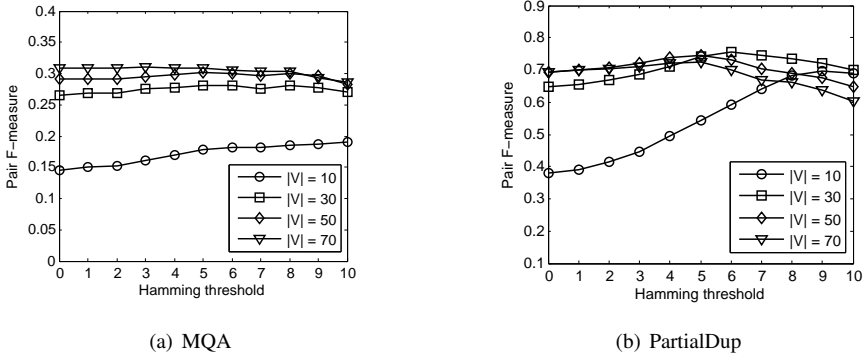 0.4
0.35
0.3
0.25
0.2
0.15
0.1
0.05
0
Pair F−measure
|V| = 10
|V| = 30
|V| = 50
|V| = 70
0 1 2 3 4 5 6 7 8 9 10
Hamming threshold
(a) MQA
0.9
0.8
0.7
0.6
0.5
0.4
0.3
0.2
0.1
Pair F−measure
|V| = 10
|V| = 30
|V| = 50
|V| = 70
0 1 2 3 4 5 6 7 8 9 10
Hamming threshold
(b) PartialDup